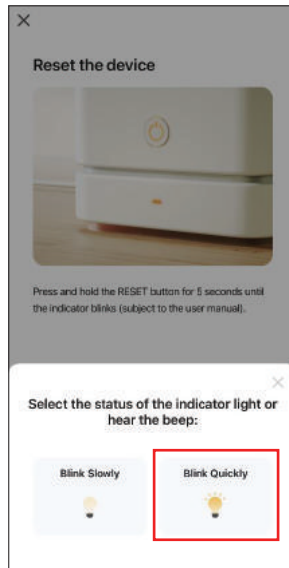 Reset the device
Press and hold the RESET button for 5 seconds until
the indicator blinks (subject to the user manual).
Select the status of the indicator light or
hear the beep:
Blink Slowly
Blink Quickly